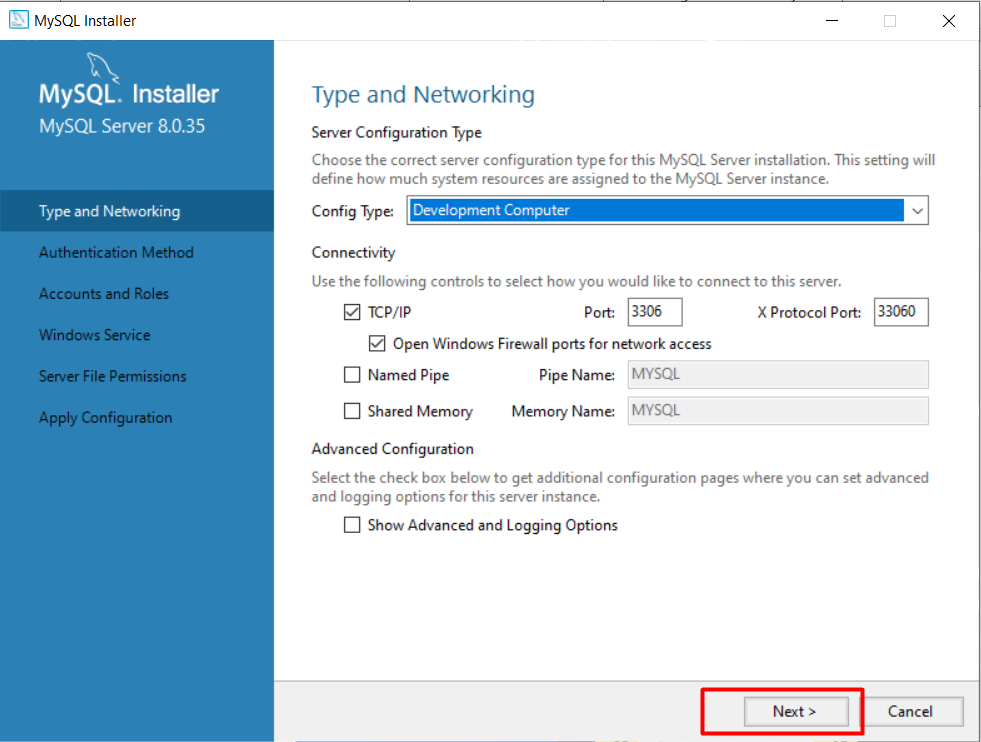 MySQL Installer
MySQL. Installer
MySQL Server 8.0.35
Type and Networking
Authentication Method
Accounts and Roles
Windows Service
Server File Permissions
Apply Configuration
Type and Networking
Server Configuration Type
Choose the correct server configuration type for this MySQL Server installation. This setting will
define how much system resources are assigned to the MySQL Server instance.
Config Type: Development Computer
Connectivity
Use the following controls to select how you would like to connect to this server.
TCP/IP Port: 3306 X Protocol Port: 33060
Open Windows Firewall ports for network access
Named Pipe Pipe Name: MYSQL
Shared Memory Memory Name: MYSQL
Advanced Configuration
Select the check box below to get additional configuration pages where you can set advanced
and logging options for this server instance.
Show Advanced and Logging Options
Next > Cancel